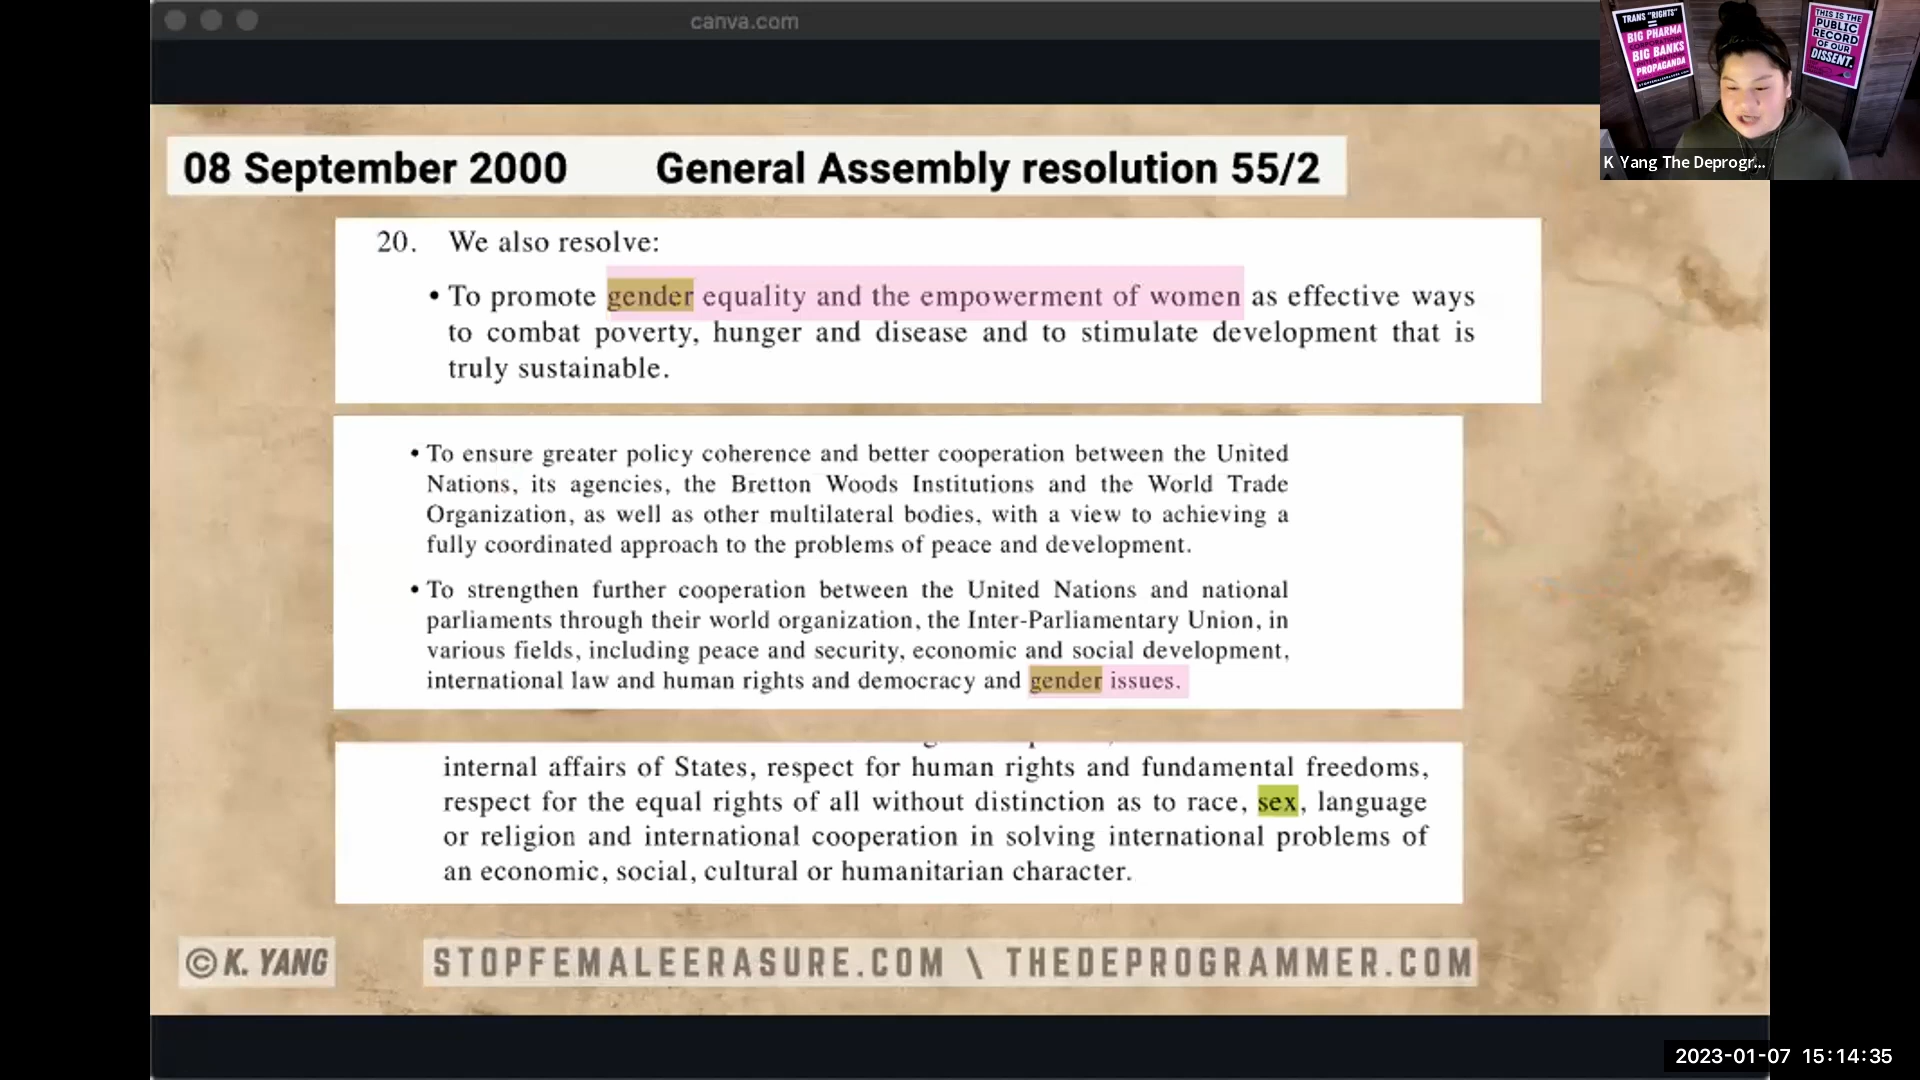 canva.com
TRANS "RIGHTS"
=
BIG PHARMA
BIG BANKS
PROPAGANDA
THIS IS THE
PUBLIC
RECORD
OF OUR
DISSENT.
K Yang The Deprogr...
08 September 2000 General Assembly resolution 55/2
20. We also resolve:
• To promote gender equality and the empowerment of women as effective ways
to combat poverty, hunger and disease and to stimulate development that is
truly sustainable.
• To ensure greater policy coherence and better cooperation between the United
Nations, its agencies, the Bretton Woods Institutions and the World Trade
Organization, as well as other multilateral bodies, with a view to achieving a
fully coordinated approach to the problems of peace and development.
• To strengthen further cooperation between the United Nations and national
parliaments through their world organization, the Inter-Parliamentary Union, in
various fields, including peace and security, economic and social development,
international law and human rights and democracy and gender issues.
internal affairs of States, respect for human rights and fundamental freedoms,
respect for the equal rights of all without distinction as to race, sex, language
or religion and international cooperation in solving international problems of
an economic, social, cultural or humanitarian character.
© K. YANG
STOPFEMALEERASURE.COM \ THEDEPROGRAMMER.COM
2023-01-07 15:14:35